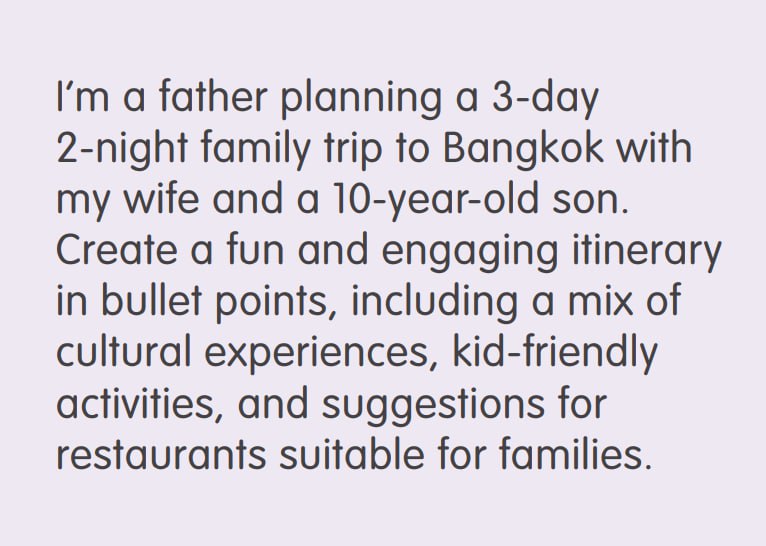 I’m a father planning a 3-day
2-night family trip to Bangkok with
my wife and a 10-year-old son.
Create a fun and engaging itinerary
in bullet points, including a mix of
cultural experiences, kid-friendly
activities, and suggestions for
restaurants suitable for families.